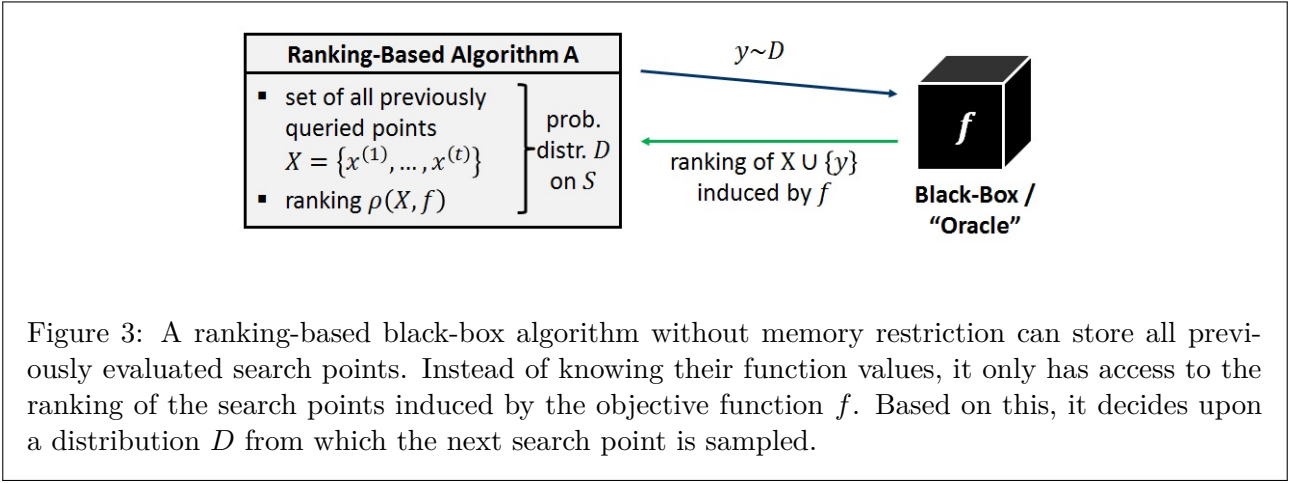 Ranking-Based Algorithm A
▪ set of all previously
queried points
X = {x^(1), ..., x^(t)}
▪ ranking ρ(X, f)
prob.
distr. D
on S
y~D
ranking of X ∪ {y}
induced by f
f
Black-Box /
“Oracle”
Figure 3: A ranking-based black-box algorithm without memory restriction can store all previ-
ously evaluated search points. Instead of knowing their function values, it only has access to the
ranking of the search points induced by the objective function f. Based on this, it decides upon
a distribution D from which the next search point is sampled.